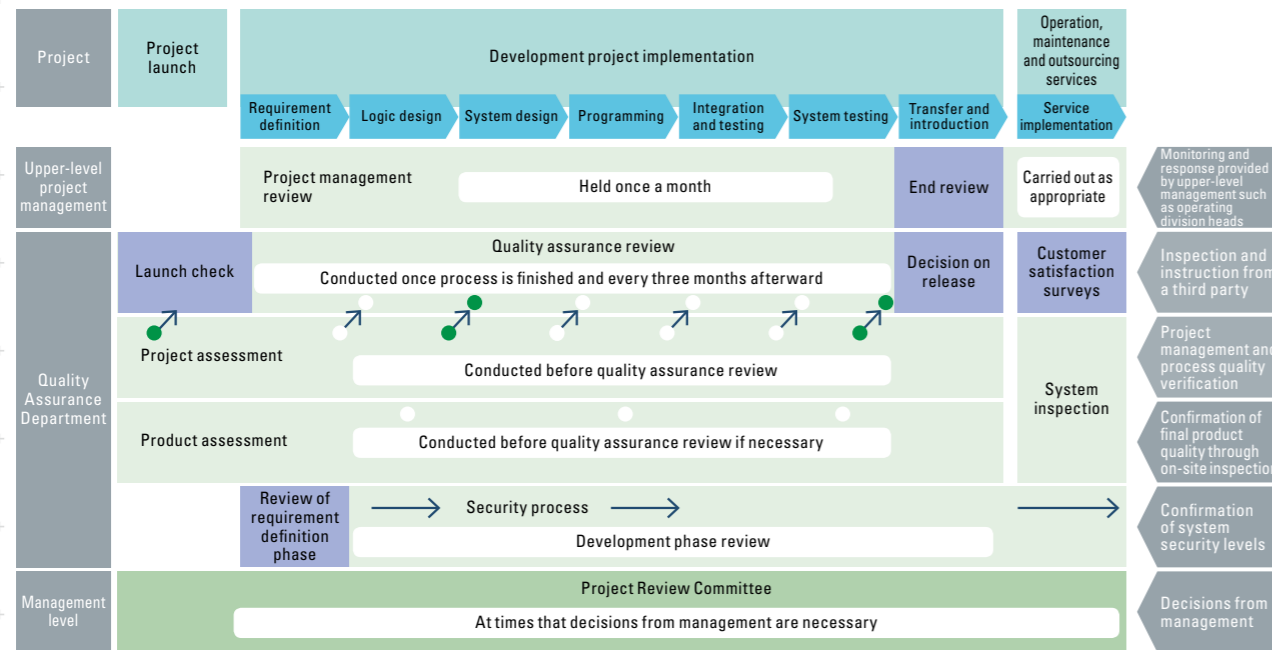 Project
Project
launch
Development project implementation
Operation,
maintenance
and outsourcing
services
Requirement
definition
Logic design
System design
Programming
Integration
and testing
System testing
Transfer and
introduction
Service
implementation
Upper-level
project
management
Project management
review
Held once a month
End review
Carried out as
appropriate
Monitoring and
response provided
by upper-level
management such
as operating
division heads
Quality
Assurance
Department
Launch check
Quality assurance review
Conducted once process is finished and every three months afterward
Decision on
release
Customer
satisfaction
surveys
Inspection and
instruction from
a third party
Project assessment
Conducted before quality assurance review
System
inspection
Project
management and
process quality
verification
Product assessment
Conducted before quality assurance review if necessary
Confirmation of
final product
quality through
on-site inspection
Review of
requirement
definition
phase
Security process
Development phase review
Confirmation
of system
security levels
Management
level
Project Review Committee
At times that decisions from management are necessary
Decisions from
management